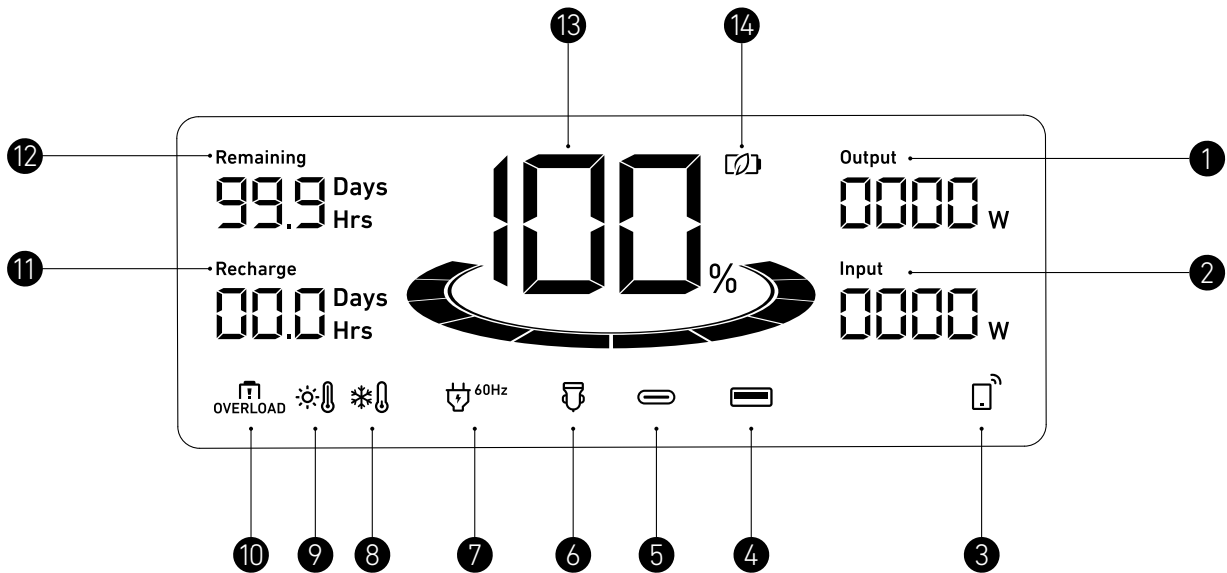 13
14
12
Remaining
99.9 Days
Hrs
100 %
Output
0000 W
1
11
Recharge
00.0 Days
Hrs
Input
0000 W
2
OVERLOAD
60Hz
10
9
8
7
6
5
4
3